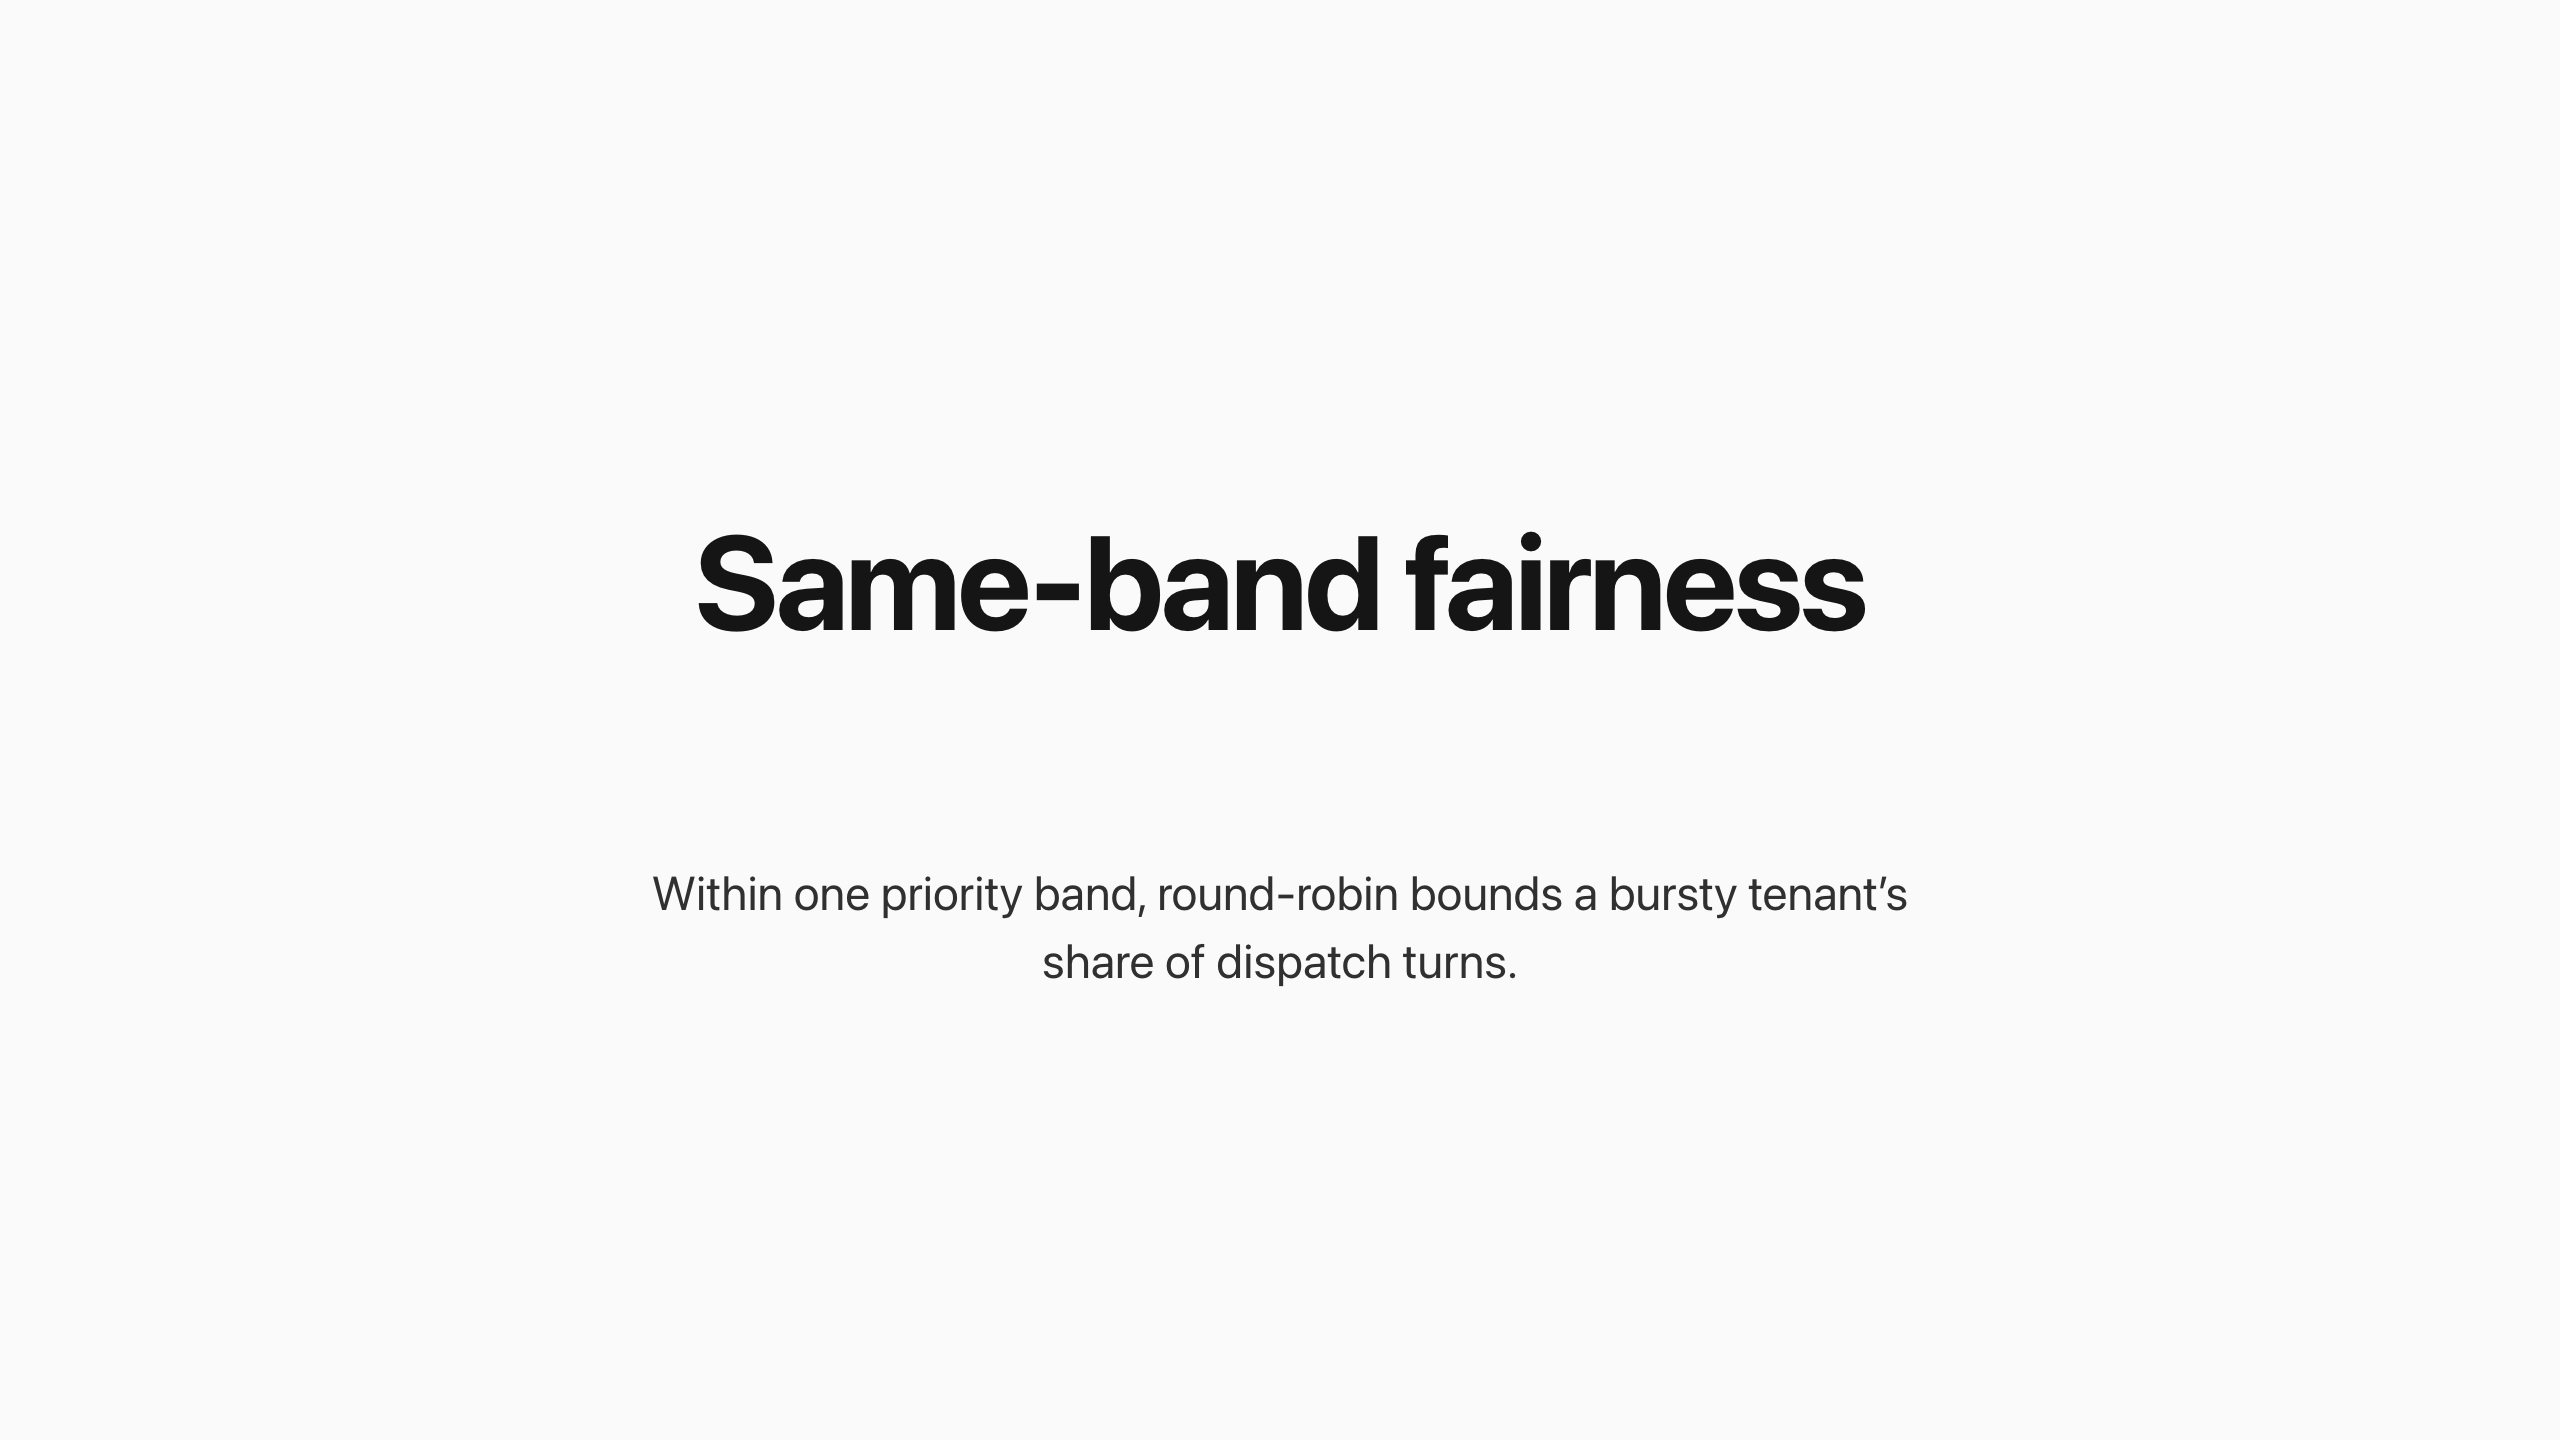 Same-band fairness
Within one priority band, round-robin bounds a bursty tenant’s
share of dispatch turns.